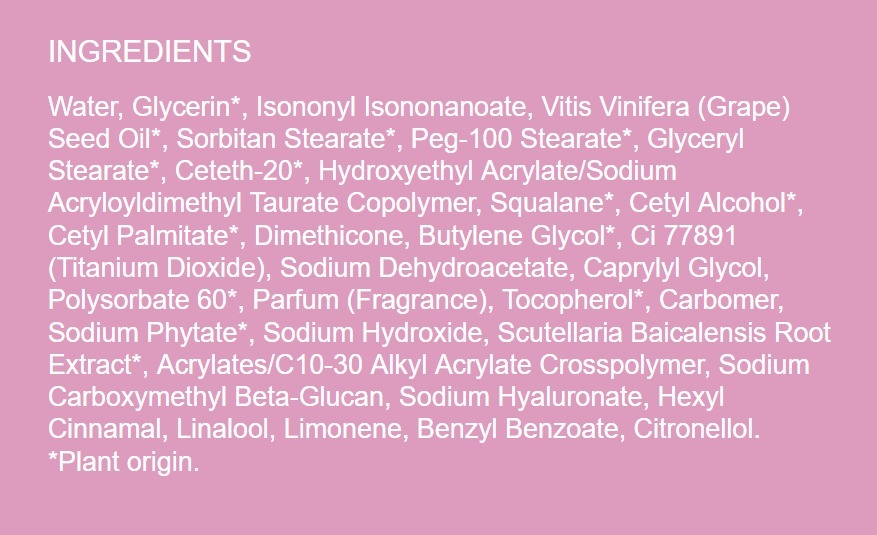 INGREDIENTS
Water, Glycerin*, Isononyl Isononanoate, Vitis Vinifera (Grape)
Seed Oil*, Sorbitan Stearate*, Peg-100 Stearate*, Glyceryl
Stearate*, Ceteth-20*, Hydroxyethyl Acrylate/Sodium
Acryloyldimethyl Taurate Copolymer, Squalane*, Cetyl Alcohol*,
Cetyl Palmitate*, Dimethicone, Butylene Glycol*, Ci 77891
(Titanium Dioxide), Sodium Dehydroacetate, Caprylyl Glycol,
Polysorbate 60*, Parfum (Fragrance), Tocopherol*, Carbomer,
Sodium Phytate*, Sodium Hydroxide, Scutellaria Baicalensis Root
Extract*, Acrylates/C10-30 Alkyl Acrylate Crosspolymer, Sodium
Carboxymethyl Beta-Glucan, Sodium Hyaluronate, Hexyl
Cinnamal, Linalool, Limonene, Benzyl Benzoate, Citronellol.
*Plant origin.